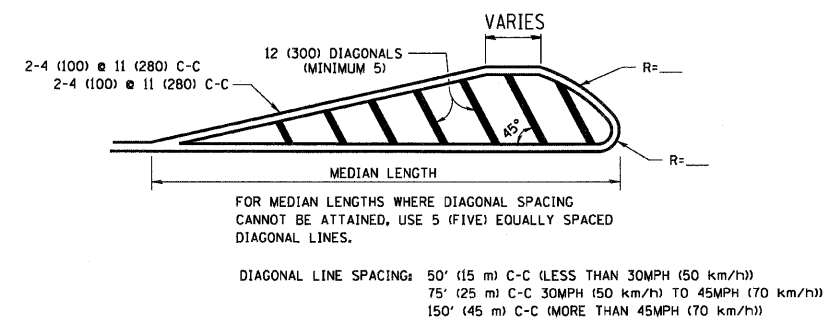 VARIES
12 (300) DIAGONALS
(MINIMUM 5)
2-4 (100) @ 11 (280) C-C
2-4 (100) @ 11 (280) C-C
R=___
45°
R=___
MEDIAN LENGTH
FOR MEDIAN LENGTHS WHERE DIAGONAL SPACING
CANNOT BE ATTAINED, USE 5 (FIVE) EQUALLY SPACED
DIAGONAL LINES.
DIAGONAL LINE SPACING: 50' (15 m) C-C (LESS THAN 30MPH (50 km/h))
75' (25 m) C-C 30MPH (50 km/h) TO 45MPH (70 km/h))
150' (45 m) C-C (MORE THAN 45MPH (70 km/h))